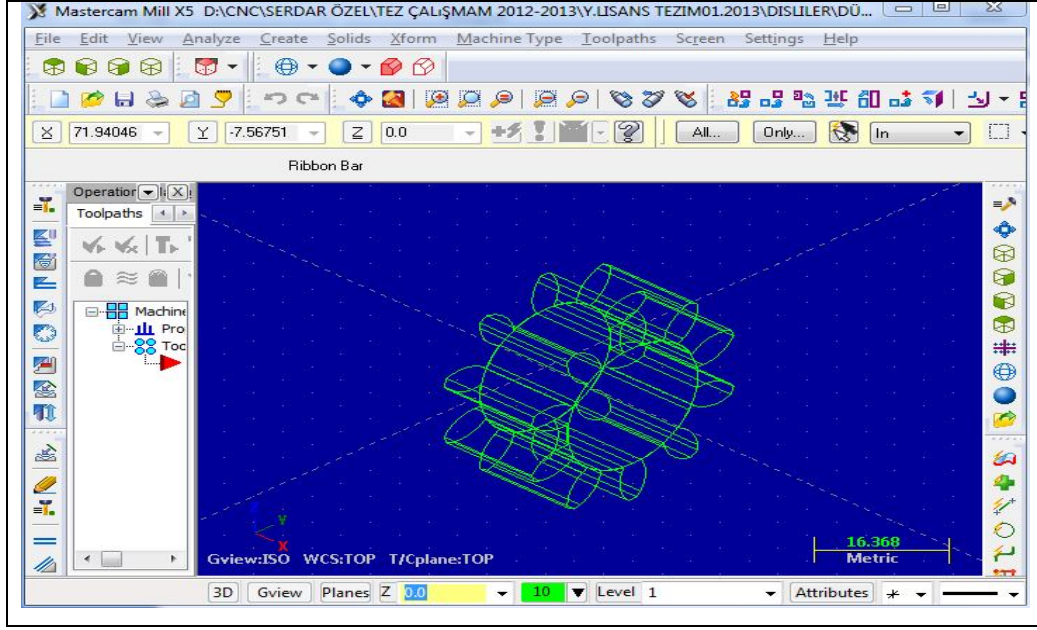 Mastercam Mill X5 D:\CNC\SERDAR ÖZEL\TEZ ÇALIŞMAM 2012-2013\Y.LISANS TEZIM01.2013\DISLILER\DÜ...
File Edit View Analyze Create Solids Xform Machine Type Toolpaths Screen Settings Help
X 71.94046 Y -7.56751 Z 0.0 All... Only... In
Ribbon Bar
Operation
Toolpaths
Machine
Pro
Too
Y
X
Gview:ISO WCS:TOP T/Cplane:TOP
16.368
Metric
3D Gview Planes Z 0.0 10 Level 1 Attributes